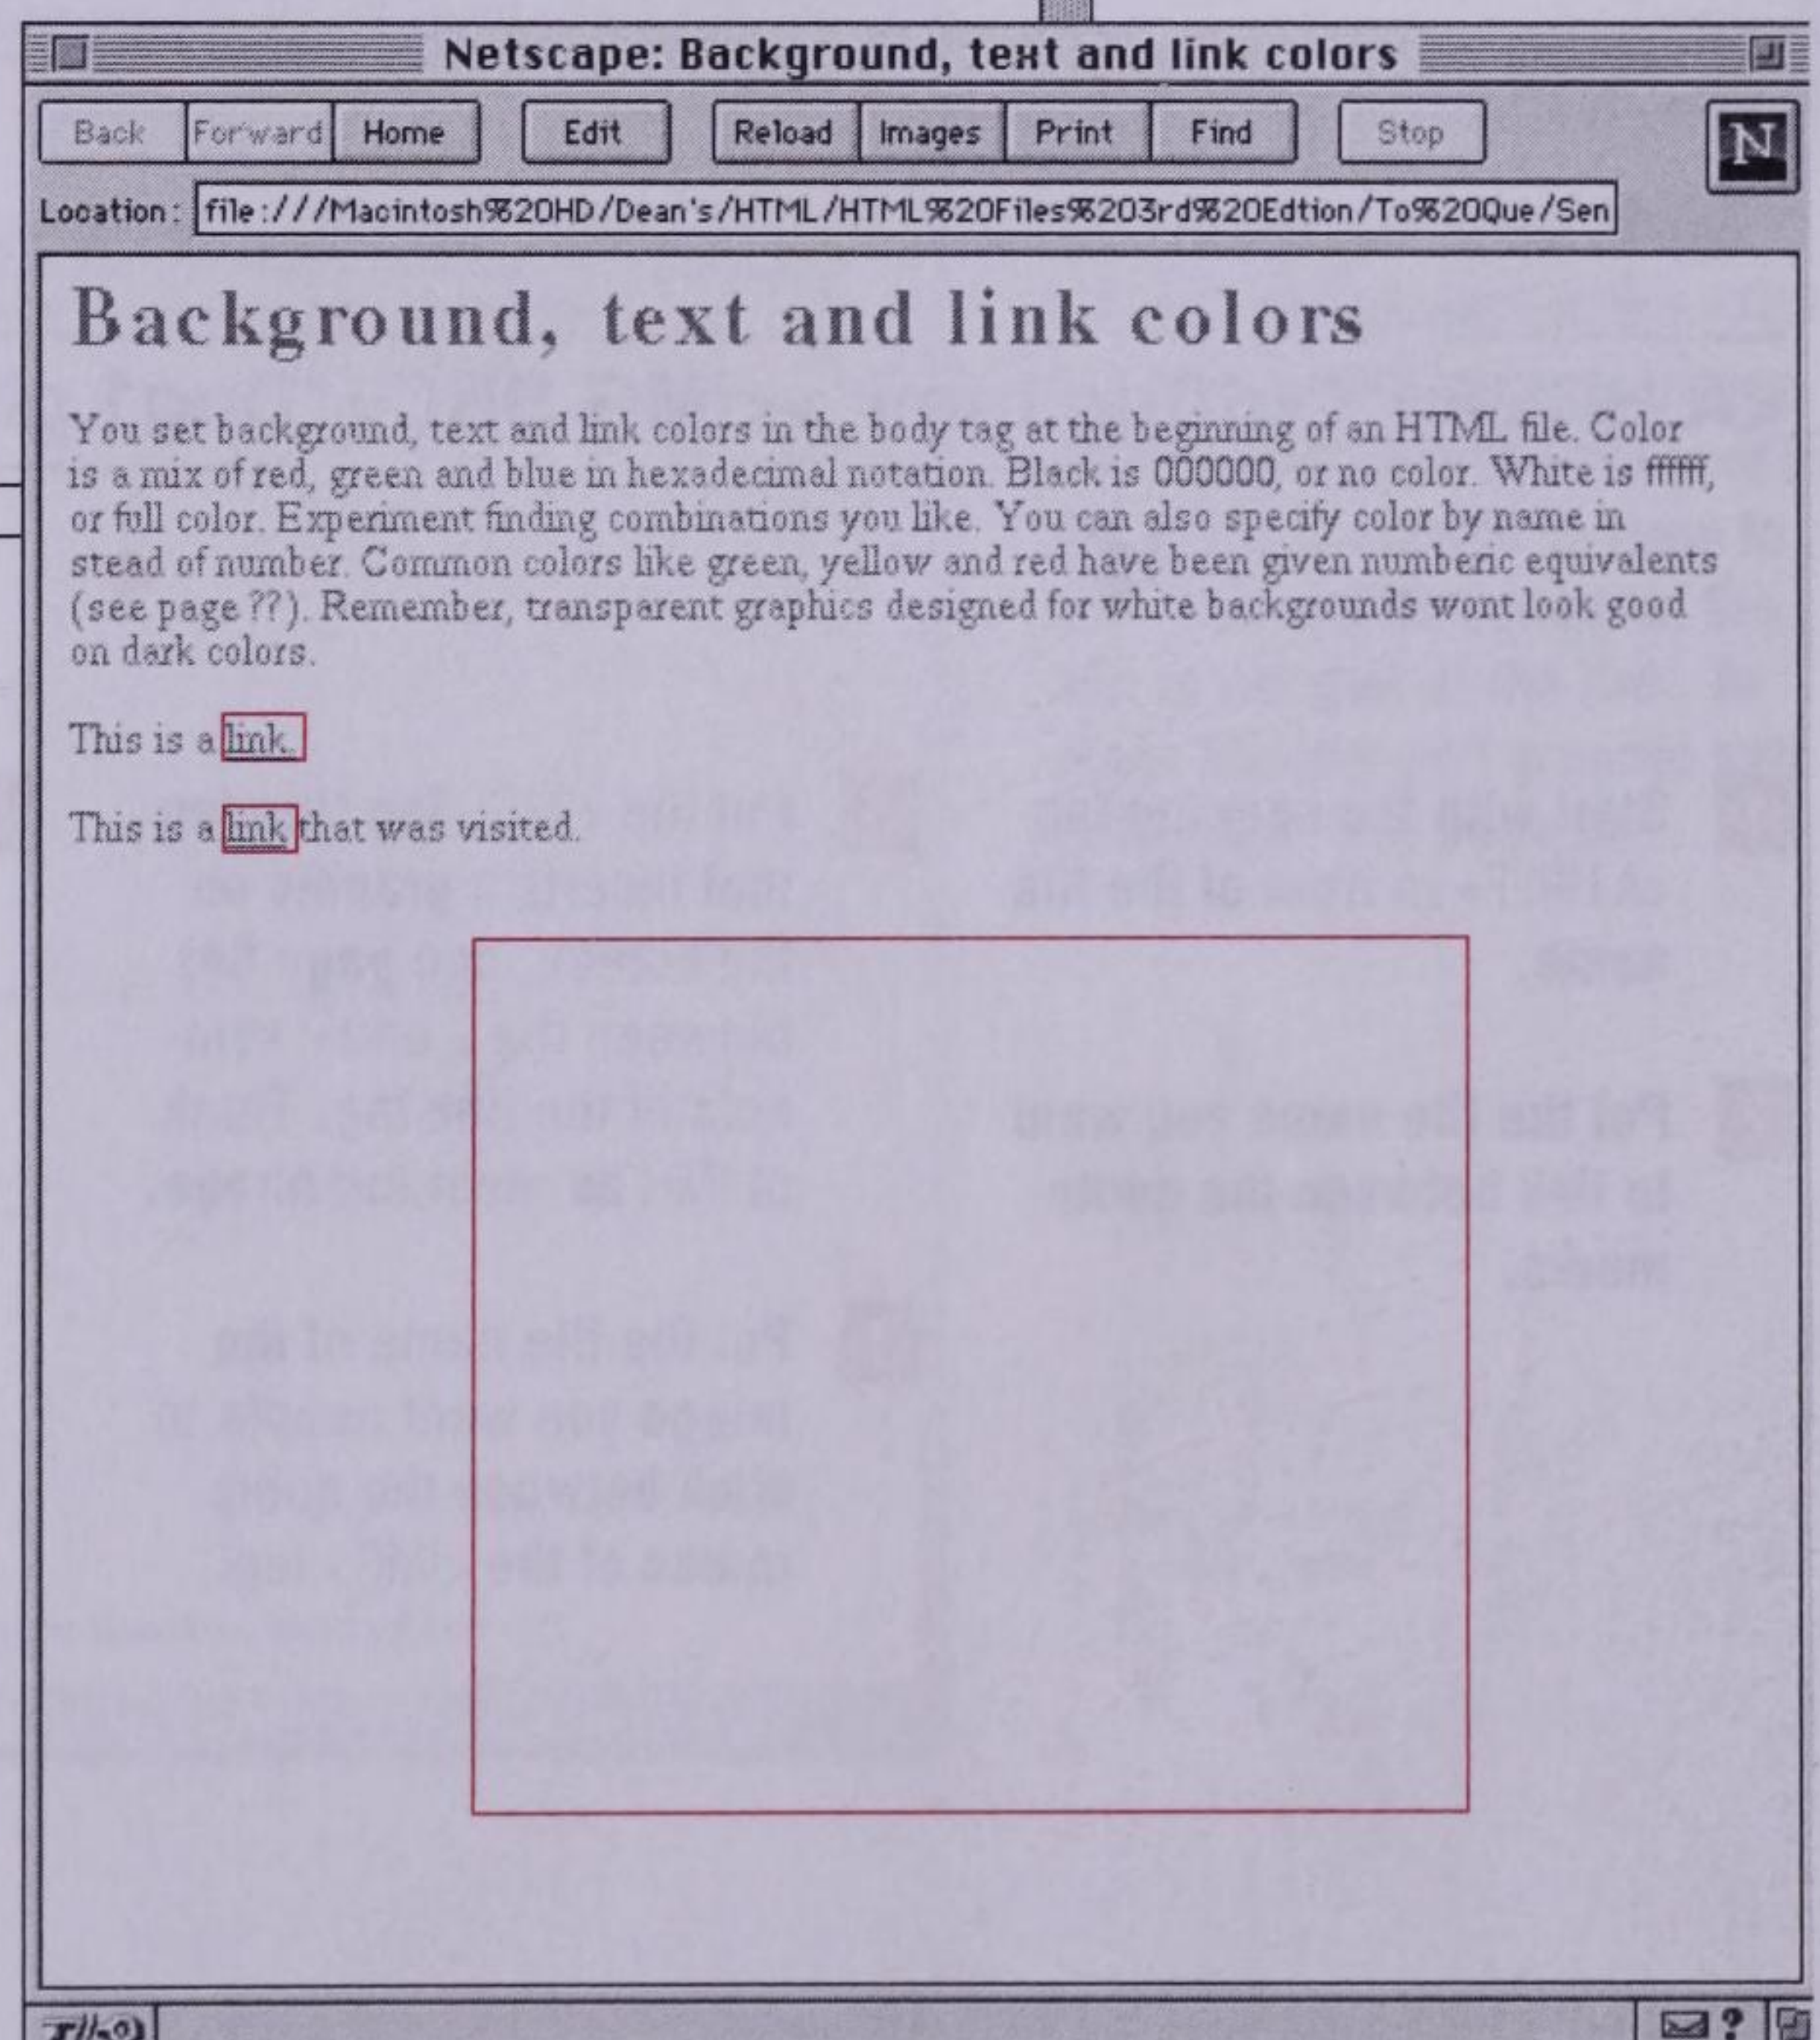 Netscape: Background, text and link colors
Back Forward Home Edit Reload Images Print Find Stop N
Location: file:///Macintosh%20HD/Dean's/HTML/HTML%20Files%203rd%20Edtion/To%20Que/Sen
Background, text and link colors
You set background, text and link colors in the body tag at the beginning of an HTML file. Color
is a mix of red, green and blue in hexadecimal notation. Black is 000000, or no color. White is ffffff,
or full color. Experiment finding combinations you like. You can also specify color by name in
stead of number. Common colors like green, yellow and red have been given numberic equivalents
(see page ??). Remember, transparent graphics designed for white backgrounds wont look good
on dark colors.
This is a link.
This is a link that was visited.
?